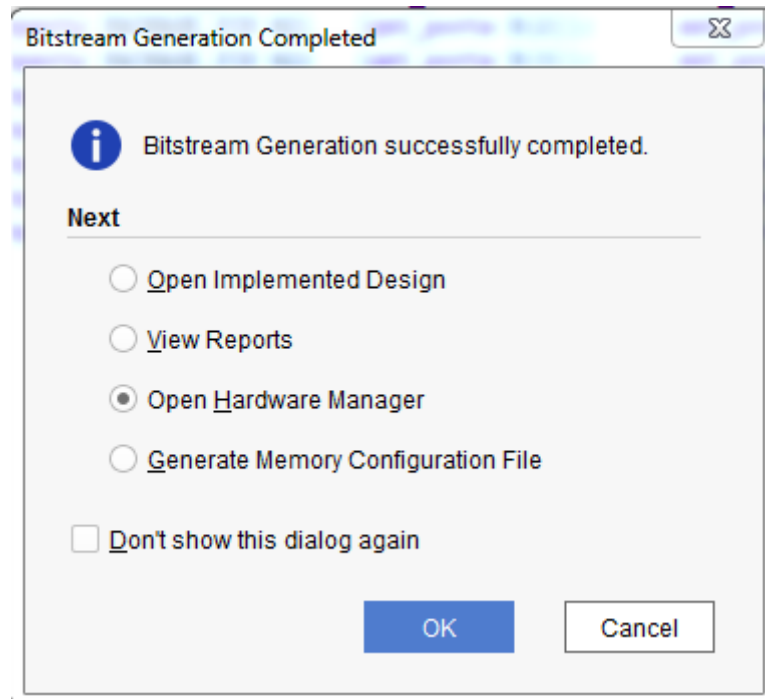 Bitstream Generation Completed
Bitstream Generation successfully completed.
Next
Open Implemented Design
View Reports
Open Hardware Manager
Generate Memory Configuration File
Don't show this dialog again
OK
Cancel